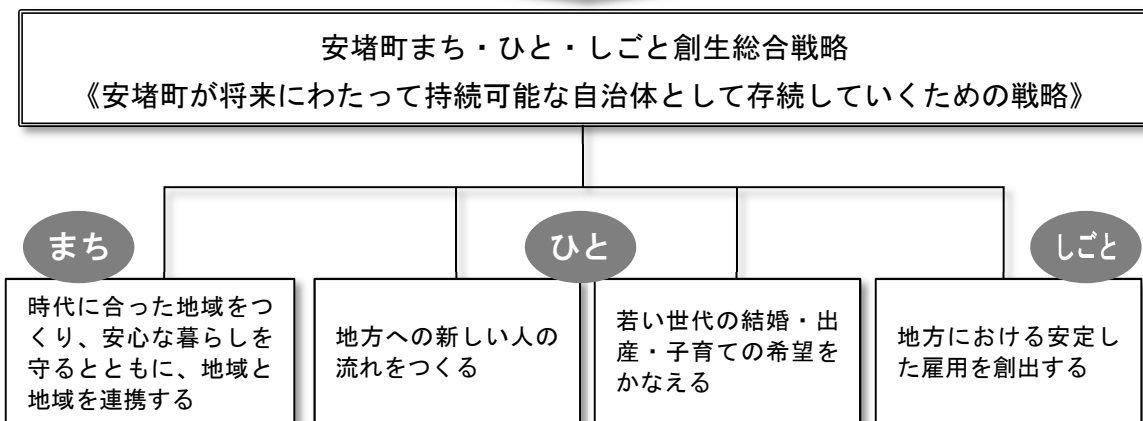 安堵町まち・ひと・しごと創生総合戦略
《安堵町が将来にわたって持続可能な自治体として存続していくための戦略》
まち
ひと
しごと
時代に合った地域をつ
くり、安心な暮らしを
守るとともに、地域と
地域を連携する
地方への新しい人の
流れをつくる
若い世代の結婚・出
産・子育ての希望を
かなえる
地方における安定し
た雇用を創出する